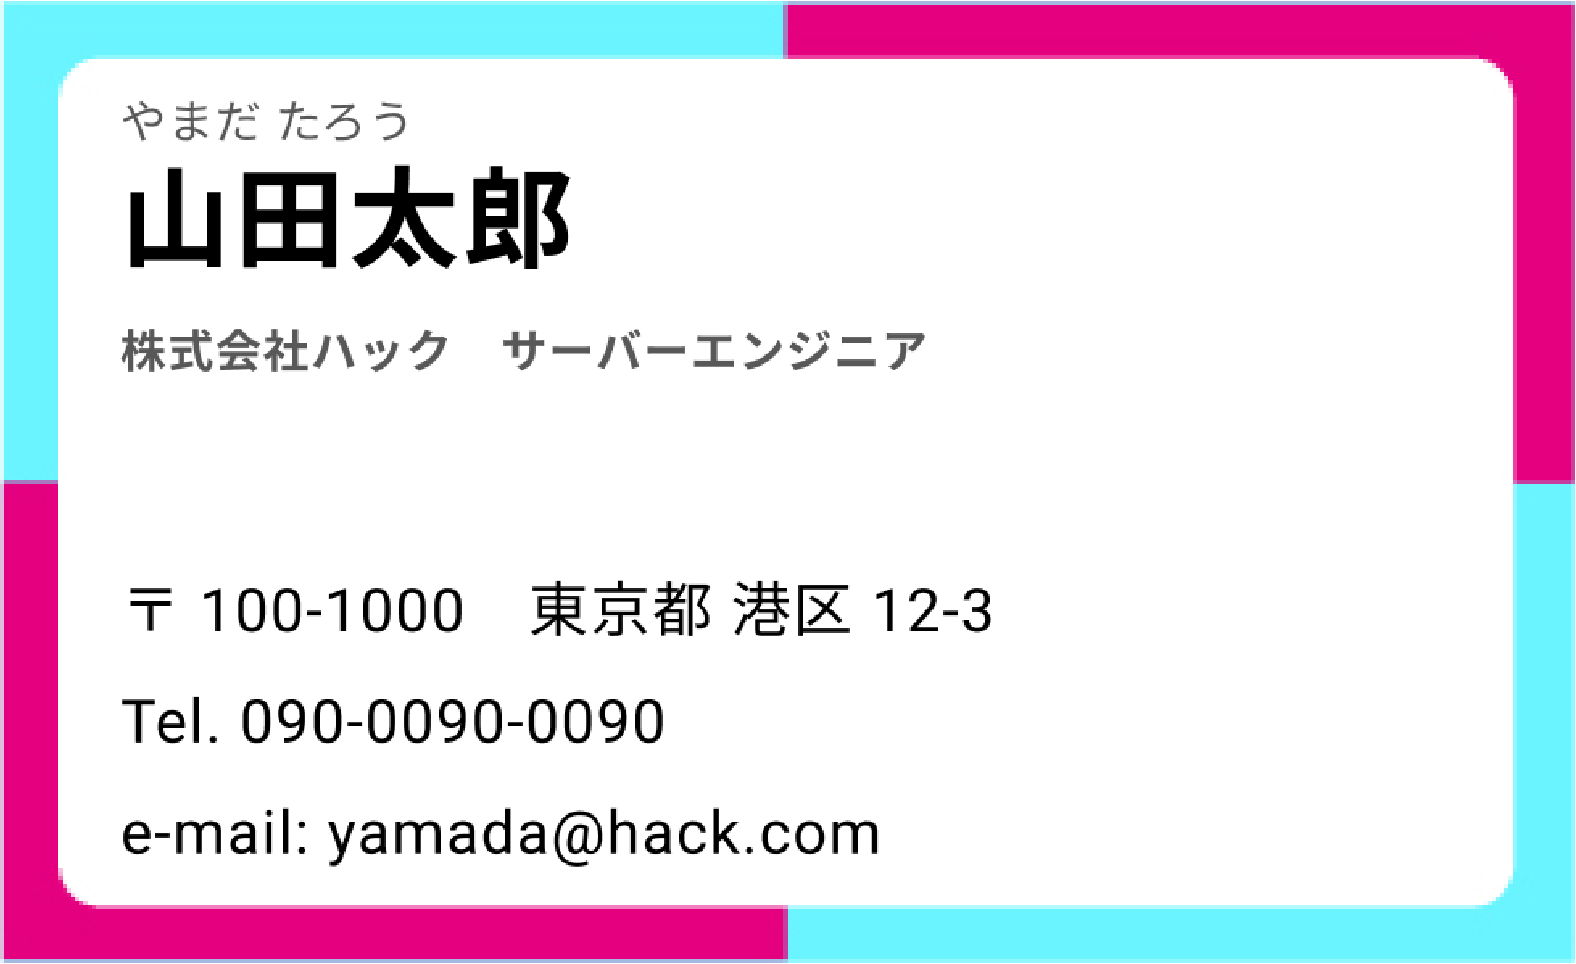 やまだ たろう
山田太郎
株式会社ハック　サーバーエンジニア
〒 100-1000　東京都 港区 12-3
Tel. 090-0090-0090
e-mail: yamada@hack.com